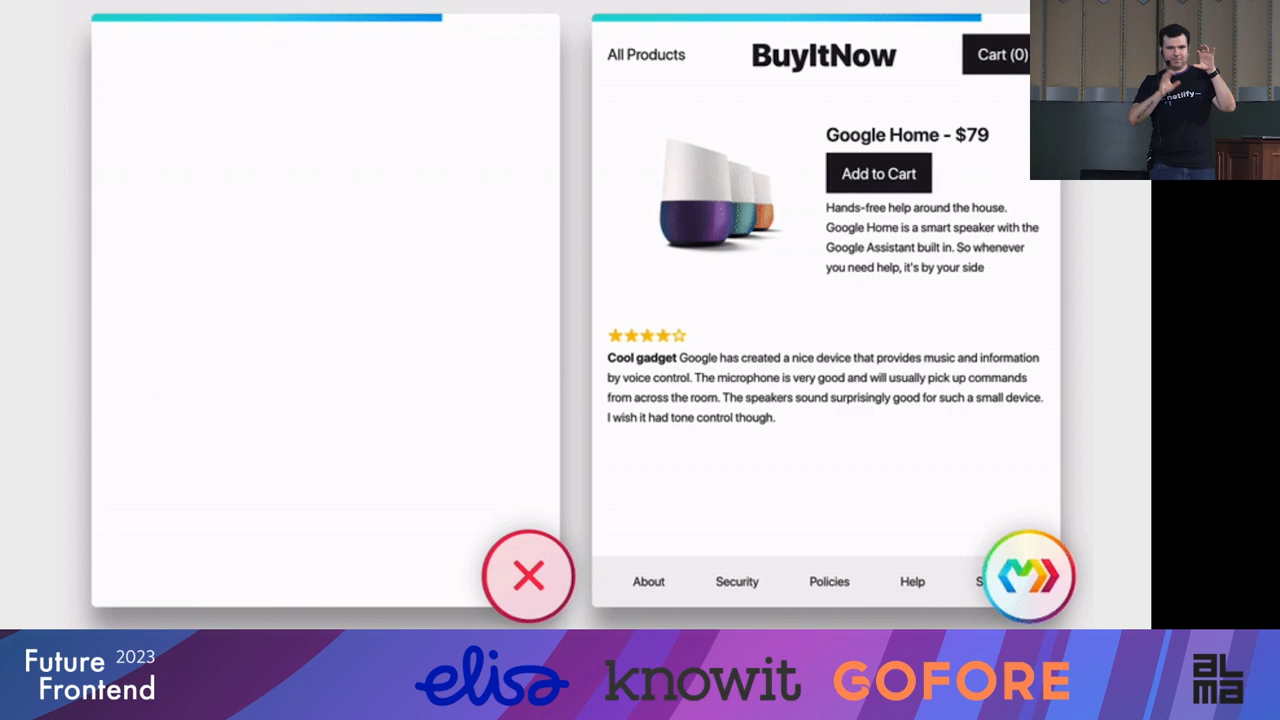 All Products
BuyItNow
Cart (0)
netlify
Google Home - $79
Add to Cart
Hands-free help around the house.
Google Home is a smart speaker with the
Google Assistant built in. So whenever
you need help, it's by your side
Cool gadget Google has created a nice device that provides music and information
by voice control. The microphone is very good and will usually pick up commands
from across the room. The speakers sound surprisingly good for such a small device.
I wish it had tone control though.
About
Security
Policies
Help
S
Future 2023
Frontend
elisa
knowit
GOFORE
ALMA